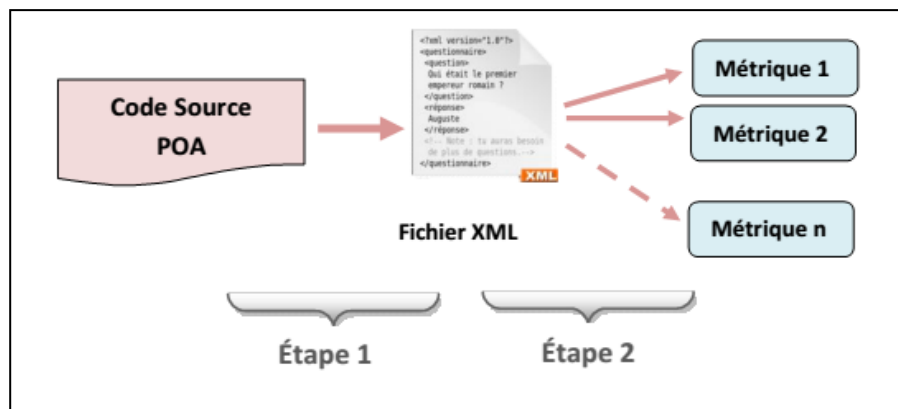 Code Source
POA
<?xml version="1.0"?>
<questionnaire>
<question>
Qui était le premier
empereur romain ?
</question>
<réponse>
Auguste
</réponse>
<!-- Note : tu auras besoin
de plus de questions.-->
</questionnaire>
XML
Fichier XML
Métrique 1
Métrique 2
Métrique n
Étape 1
Étape 2